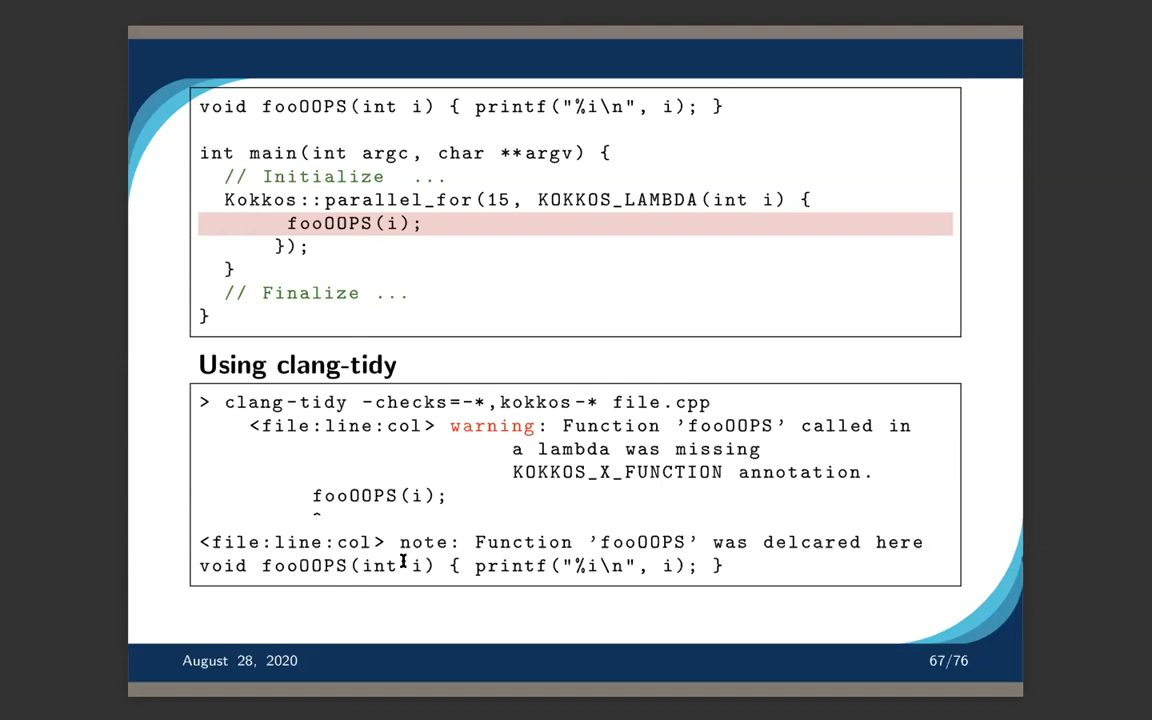 void fooOOPS(int i) { printf("%i\n", i); }
int main(int argc, char **argv) {
// Initialize ...
Kokkos::parallel_for(15, KOKKOS_LAMBDA(int i) {
fooOOPS(i);
});
}
// Finalize ...
}
Using clang-tidy
> clang-tidy -checks=-*,kokkos-* file.cpp
<file:line:col> warning: Function ’fooOOPS’ called in
a lambda was missing
KOKKOS_X_FUNCTION annotation.
fooOOPS(i);
^
<file:line:col> note: Function ’fooOOPS’ was delcared here
void fooOOPS(int i) { printf("%i\n", i); }
August 28, 2020
67/76